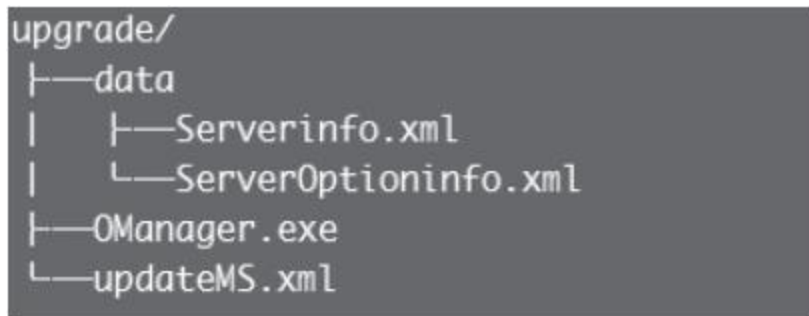 upgrade/
├──data
│   ├──Serverinfo.xml
│   └──ServerOptioninfo.xml
├──OManager.exe
└──updateMS.xml